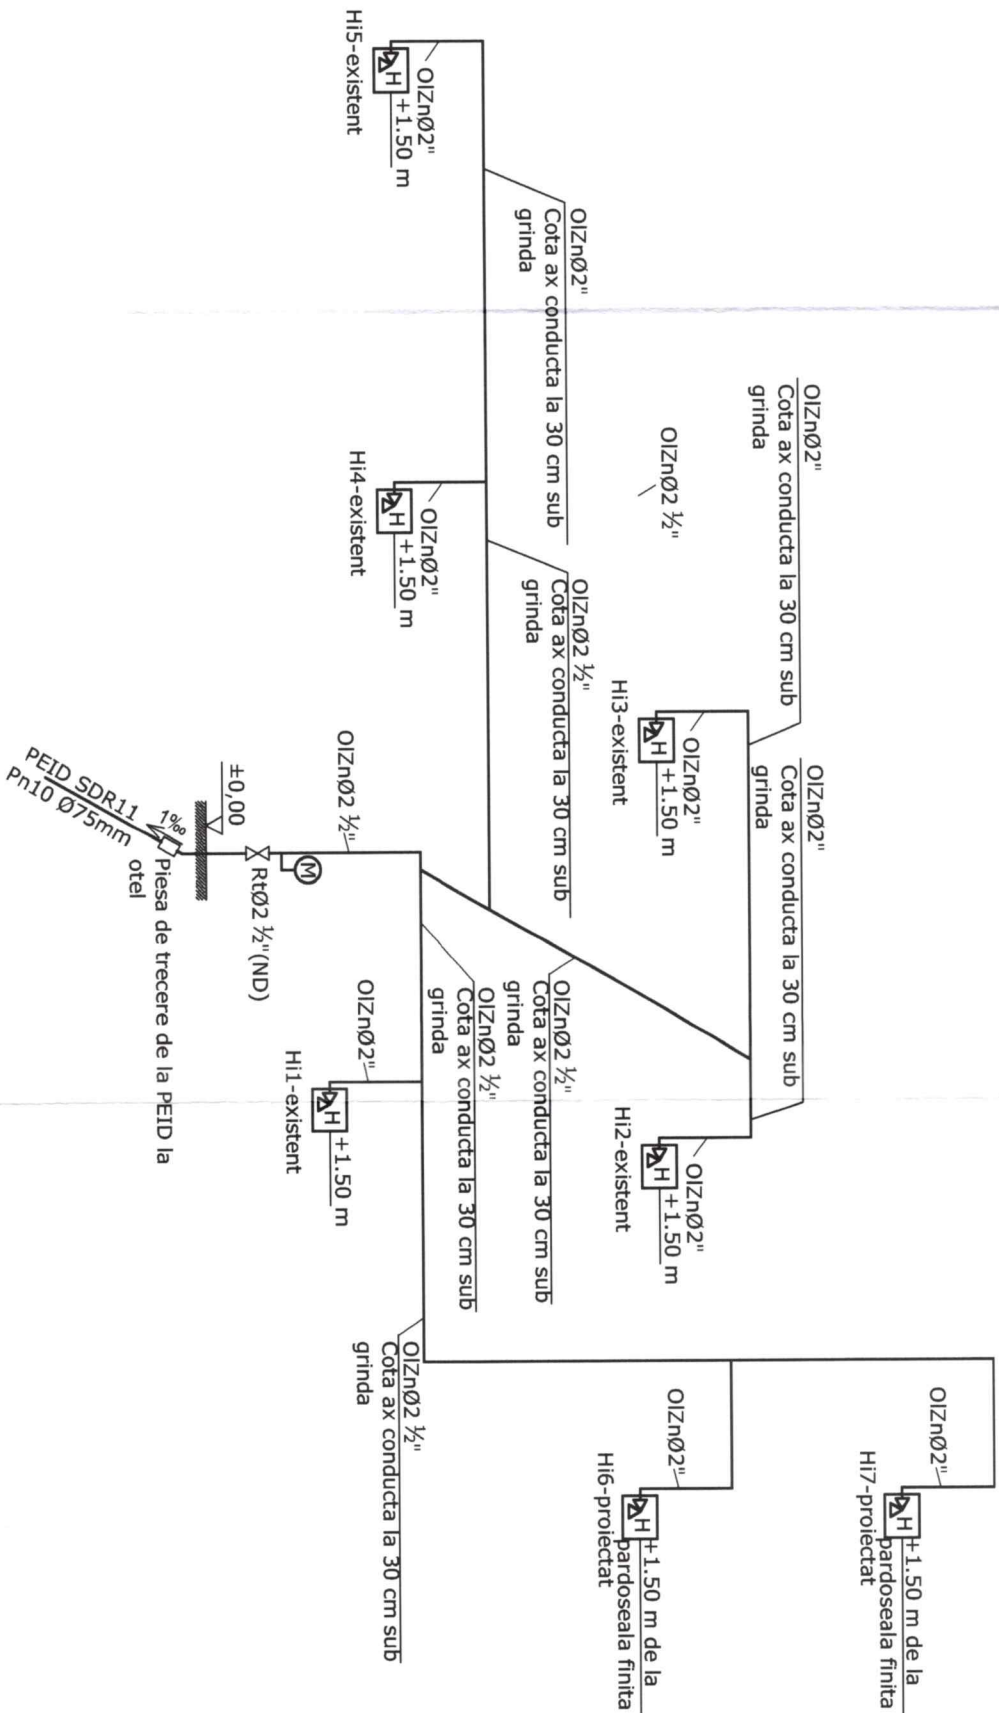 OlZnØ2"
Hi7-proiectat
+1.50 m de la
pardoseala finita
OlZnØ2"
Cota ax conducta la 30 cm sub
grinda
OlZnØ2"
Cota ax conducta la 30 cm sub
grinda
OlZnØ2 ½"
Hi3-existent
OlZnØ2"
+1.50 m
Hi2-existent
OlZnØ2"
+1.50 m
OlZnØ2"
Hi6-proiectat
+1.50 m de la
pardoseala finita
OlZnØ2"
Cota ax conducta la 30 cm sub
grinda
OlZnØ2 ½"
Cota ax conducta la 30 cm sub
grinda
OlZnØ2 ½"
Cota ax conducta la 30 cm sub
grinda
OlZnØ2 ½"
Cota ax conducta la 30 cm sub
grinda
OlZnØ2 ½"
Cota ax conducta la 30 cm sub
grinda
Hi5-existent
OlZnØ2"
+1.50 m
Hi4-existent
OlZnØ2"
+1.50 m
OlZnØ2 ½"
OlZnØ2"
Hi1-existent
+1.50 m
M
RtØ2 ½"(ND)
±0,00
1‰
PEID SDR11
Pn10 Ø75mm
Piesa de trecere de la PEID la
otel
H
H
H
H
H
H
H